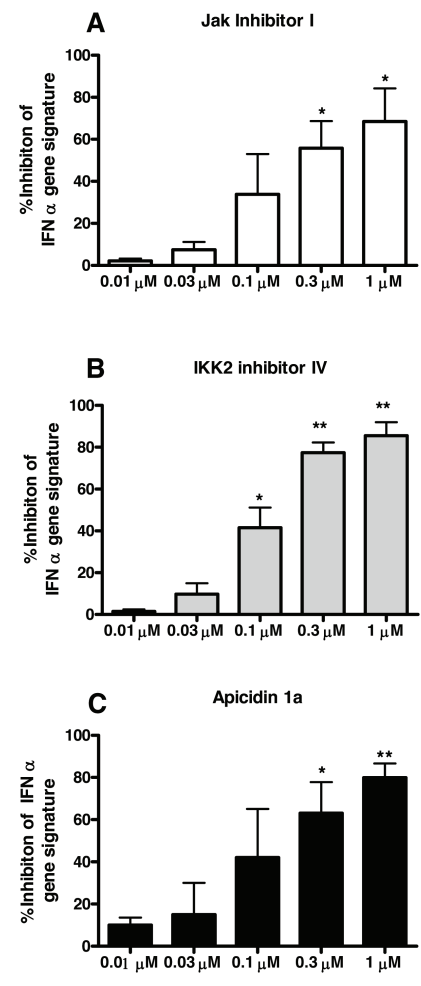 A
Jak Inhibitor I
%Inhibiton of
IFN α gene signature
100
80
60
40
20
0
*
*
0.01 μM 0.03 μM 0.1 μM 0.3 μM 1 μM
B
IKK2 inhibitor IV
%Inhibiton of
IFN α gene signature
100
80
60
40
20
0
*
**
**
0.01 μM 0.03 μM 0.1 μM 0.3 μM 1 μM
C
Apicidin 1a
%Inhibiton of IFN α
gene signature
100
80
60
40
20
0
*
**
0.01 μM 0.03 μM 0.1 μM 0.3 μM 1 μM